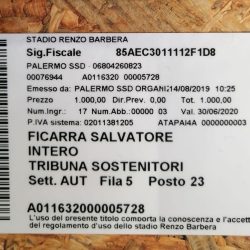 STADIO RENZO BARBERA
Sig.Fiscale 85AEC3011112F1D8
PALERMO SSD - 06804260823
00076944 A0116320 00005728
Emesso da: PALERMO SSD ORGANIZ 14/08/2019 10:25
Prezzo 1.000,00 Dir.Prev. 0,00 Tot. 1.000,00
Num.Ingr.: 17 Num.Abb. 00000 03 Val. 30/06/2020
P.IVA sistema: 02011381205 ATAPAI4A 0000000003
FICARRA SALVATORE
INTERO
TRIBUNA SOSTENITORI
Sett. AUT Fila 5 Posto 23
A011632000005728
L'uso del presente titolo comporta la conoscenza e l'accett
del regolamento d'uso dello stadio Renzo Barbera